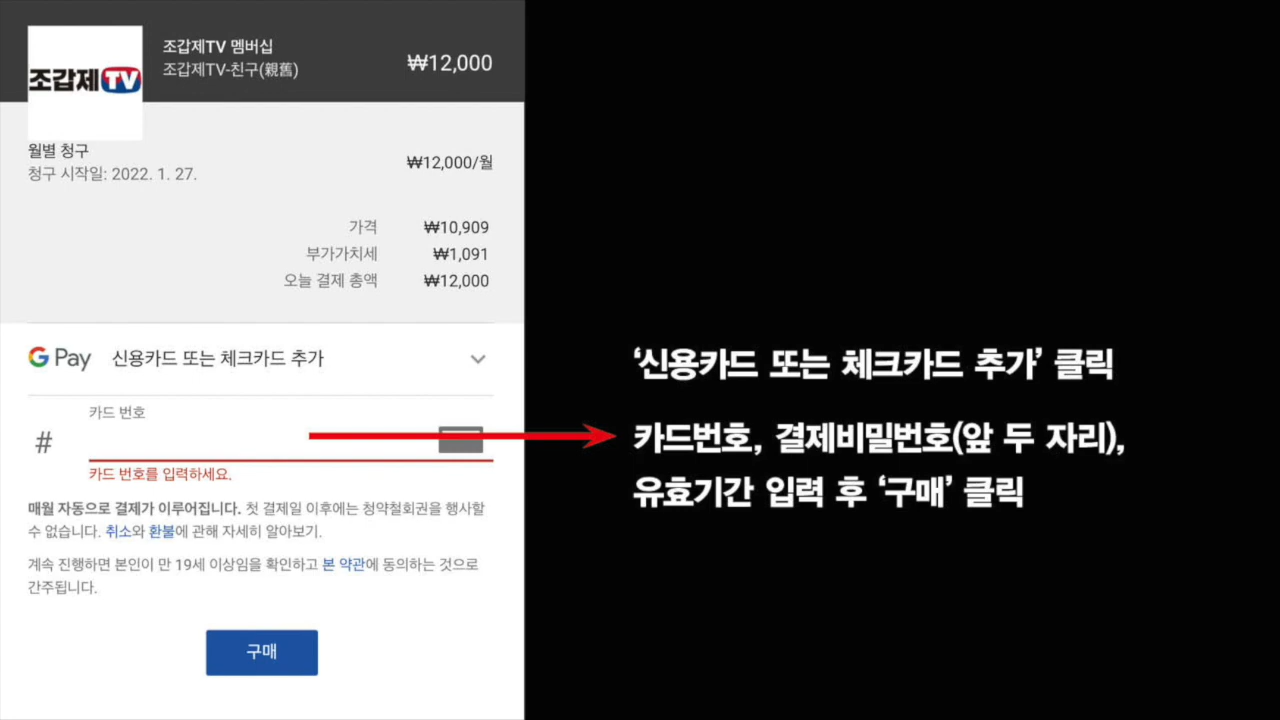 조갑제TV
조갑제TV 멤버십
조갑제TV-친구(親舊)
₩12,000
월별 청구
청구 시작일: 2022. 1. 27.
₩12,000/월
가격 ₩10,909
부가가치세 ₩1,091
오늘 결제 총액 ₩12,000
G Pay 신용카드 또는 체크카드 추가
카드 번호
#
카드 번호를 입력하세요.
매월 자동으로 결제가 이루어집니다. 첫 결제일 이후에는 청약철회권을 행사할
수 없습니다. 취소와 환불에 관해 자세히 알아보기.
계속 진행하면 본인이 만 19세 이상임을 확인하고 본 약관에 동의하는 것으로
간주됩니다.
구매
‘신용카드 또는 체크카드 추가’ 클릭
카드번호, 결제비밀번호(앞 두 자리),
유효기간 입력 후 ‘구매’ 클릭